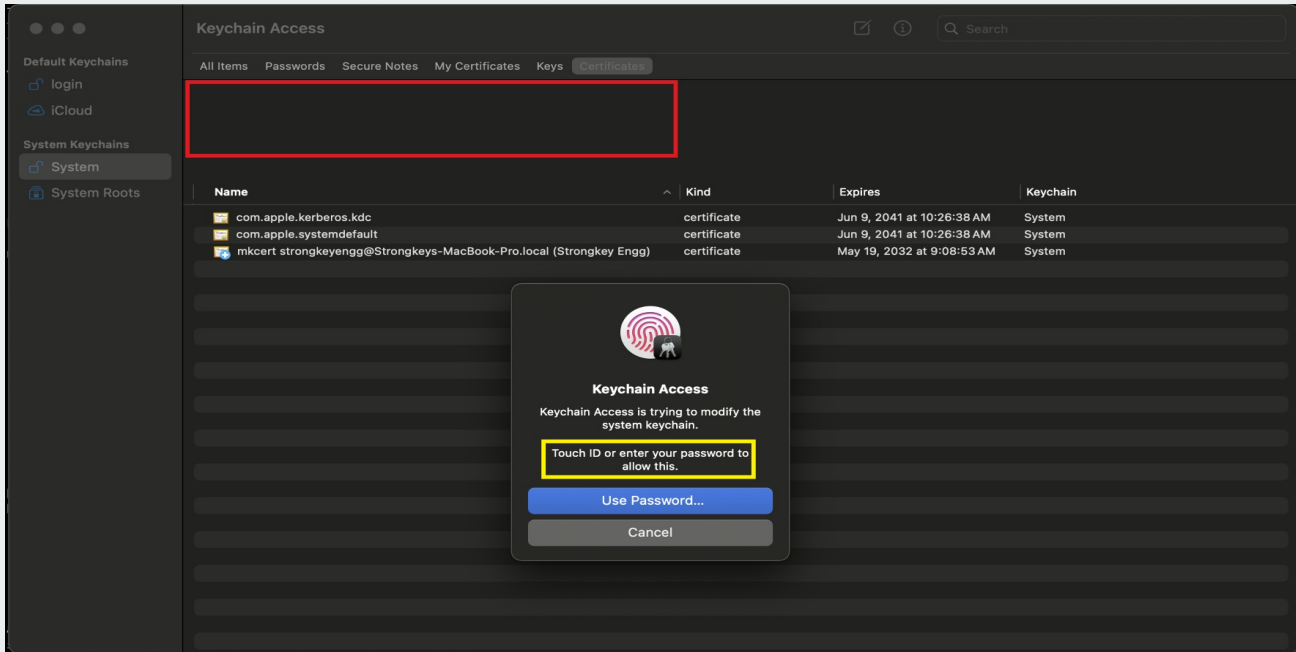 Keychain Access
Search
Default Keychains
login
iCloud
System Keychains
System
System Roots
All Items Passwords Secure Notes My Certificates Keys Certificates
Name Kind Expires Keychain
com.apple.kerberos.kdc certificate Jun 9, 2041 at 10:26:38 AM System
com.apple.systemdefault certificate Jun 9, 2041 at 10:26:38 AM System
mkcert strongkeyengg@Strongkeys-MacBook-Pro.local (Strongkey Engg) certificate May 19, 2032 at 9:08:53 AM System
Keychain Access
Keychain Access is trying to modify the
system keychain.
Touch ID or enter your password to
allow this.
Use Password...
Cancel